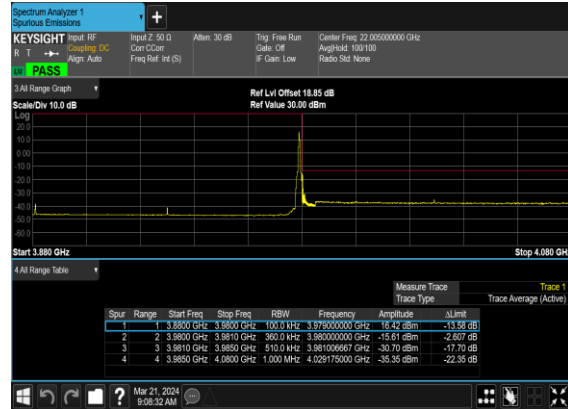 Spectrum Analyzer 1
Spurious Emissions
KEYSIGHT Input: RF Input Z: 50 Ω Atten: 30 dB Trig: Free Run Center Freq: 22.005000000 GHz
R T Coupling: DC Corr CCorr Gate: Off Avg|Hold: 100/100
Align: Auto Freq Ref: Int (S) IF Gain: Low Radio Std: None
LW PASS
3 All Range Graph
Ref Lvl Offset 18.85 dB
Scale/Div 10.0 dB Ref Value 30.00 dBm
Log
20.0
10.0
0.00
-10.0
-20.0
-30.0
-40.0
-50.0
-60.0
Start 3.880 GHz Stop 4.080 GHz
4 All Range Table
Measure Trace Trace 1
Trace Type Trace Average (Active)
Spur Range Start Freq Stop Freq RBW Frequency Amplitude ΔLimit
1 1 3.8800 GHz 3.9800 GHz 100.0 kHz 3.979000000 GHz 16.42 dBm -13.58 dB
2 2 3.9800 GHz 3.9810 GHz 360.0 kHz 3.980000000 GHz -15.61 dBm -2.607 dB
3 3 3.9810 GHz 3.9850 GHz 510.0 kHz 3.981006667 GHz -30.70 dBm -17.70 dB
4 4 3.9850 GHz 4.0800 GHz 1.000 MHz 4.029175000 GHz -35.35 dBm -22.35 dB
Mar 21, 2024
9:08:32 AM